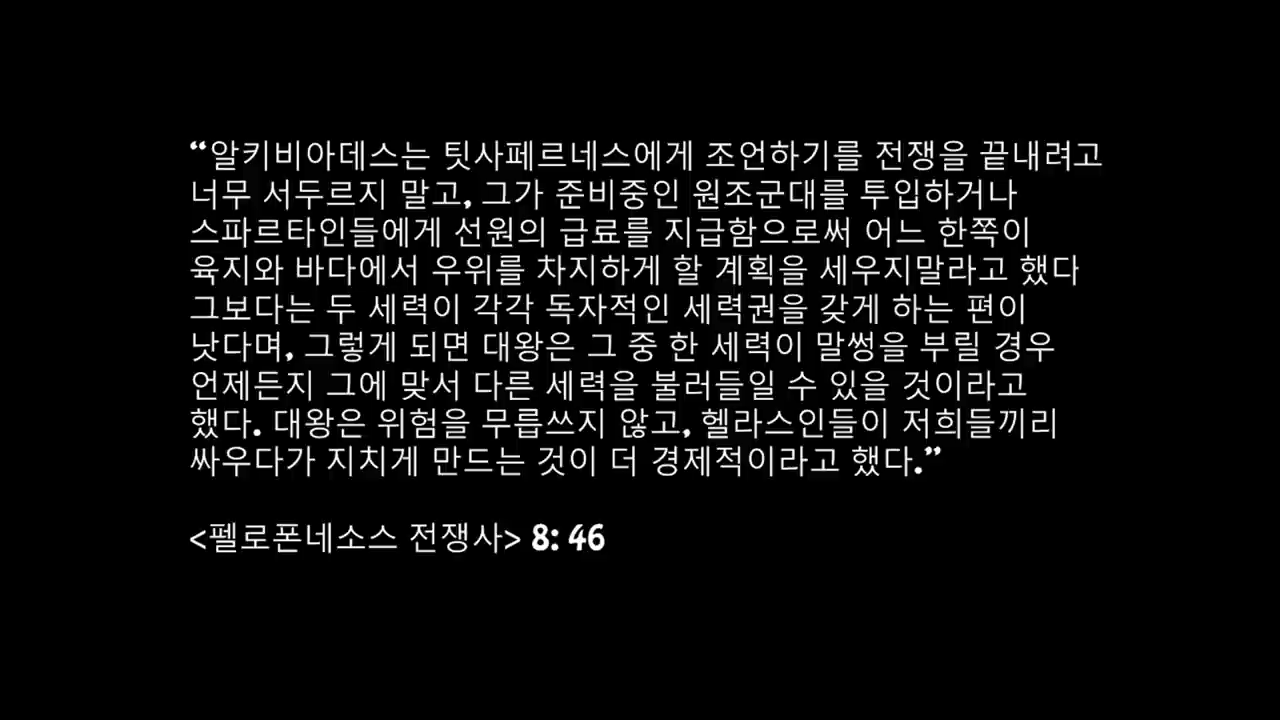 “알키비아데스는 팃사페르네스에게 조언하기를 전쟁을 끝내려고
너무 서두르지 말고, 그가 준비중인 원조군대를 투입하거나
스파르타인들에게 선원의 급료를 지급함으로써 어느 한쪽이
육지와 바다에서 우위를 차지하게 할 계획을 세우지말라고 했다
그보다는 두 세력이 각각 독자적인 세력권을 갖게 하는 편이
낫다며, 그렇게 되면 대왕은 그 중 한 세력이 말썽을 부릴 경우
언제든지 그에 맞서 다른 세력을 불러들일 수 있을 것이라고
했다. 대왕은 위험을 무릅쓰지 않고, 헬라스인들이 저희들끼리
싸우다가 지치게 만드는 것이 더 경제적이라고 했다.”
<펠로폰네소스 전쟁사> 8: 46